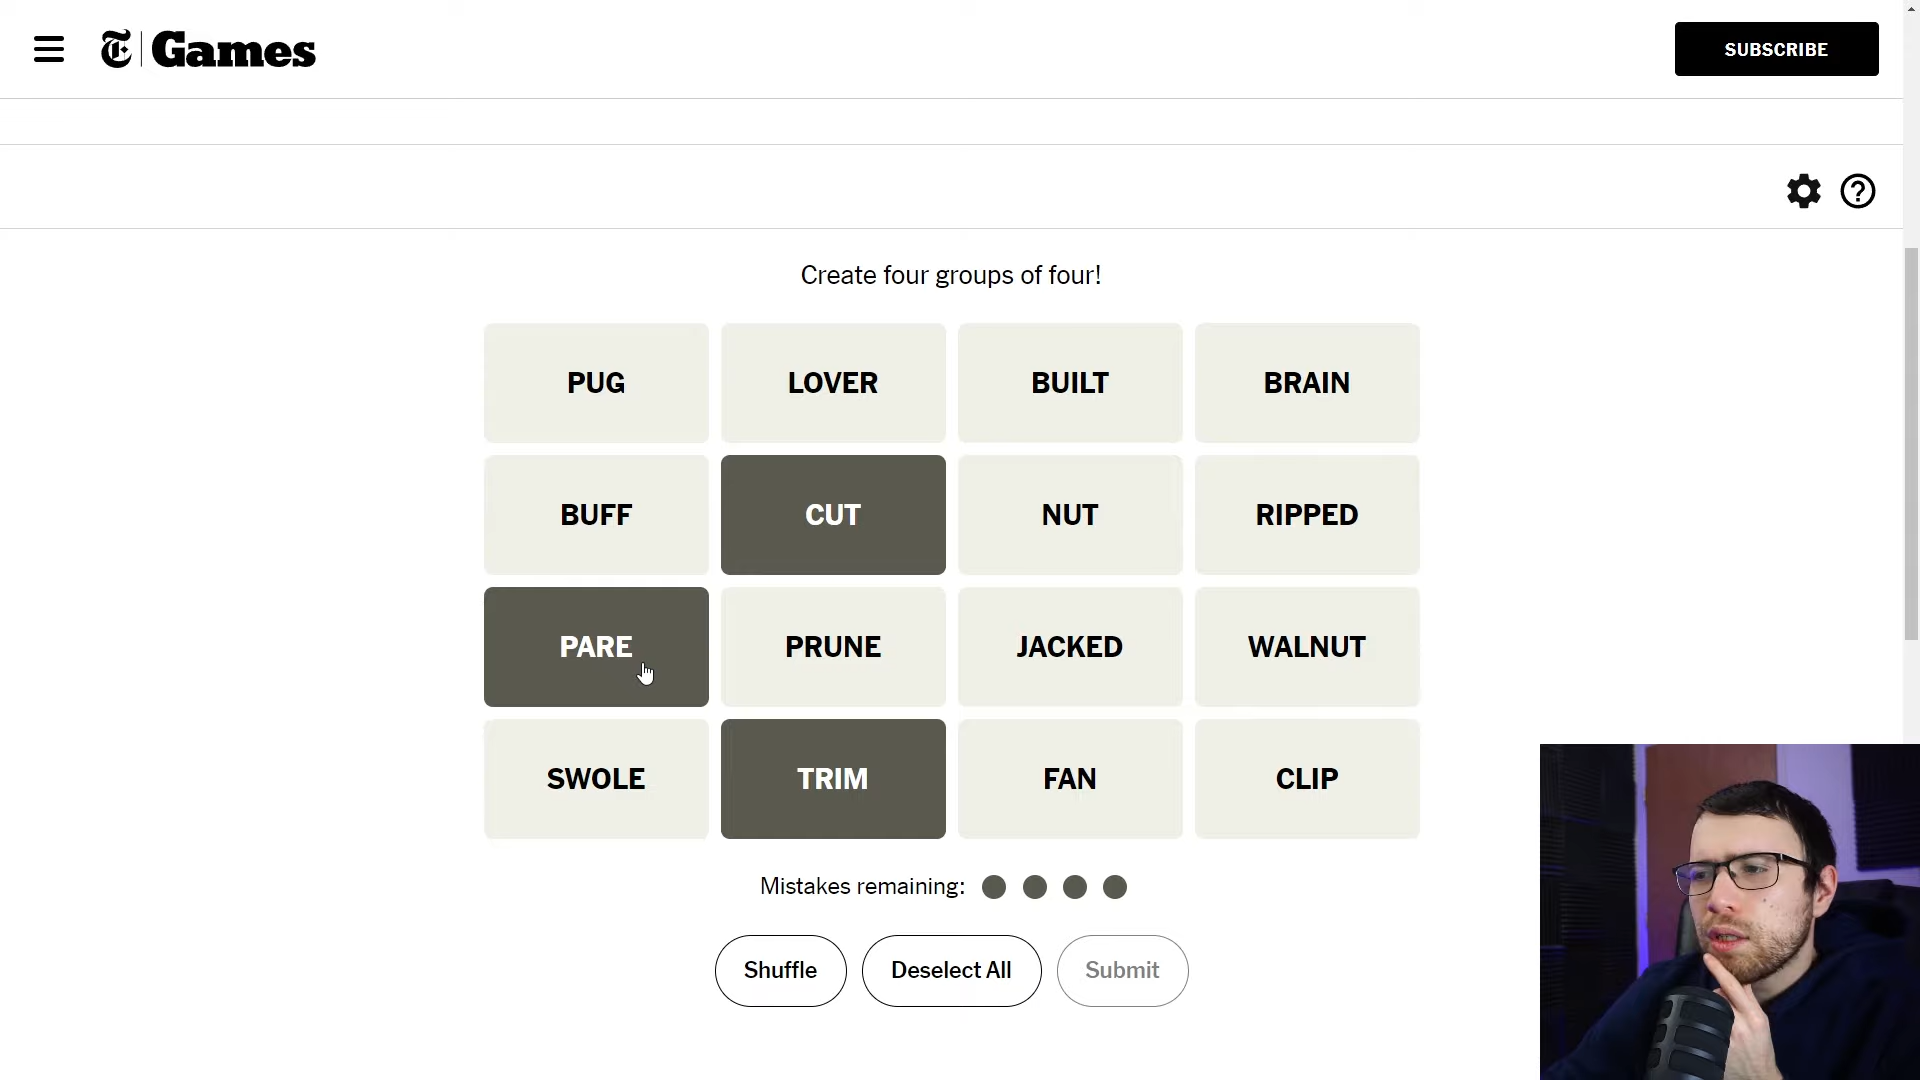 T Games
SUBSCRIBE
Create four groups of four!
PUG LOVER BUILT BRAIN
BUFF CUT NUT RIPPED
PARE PRUNE JACKED WALNUT
SWOLE TRIM FAN CLIP
Mistakes remaining:
Shuffle Deselect All Submit